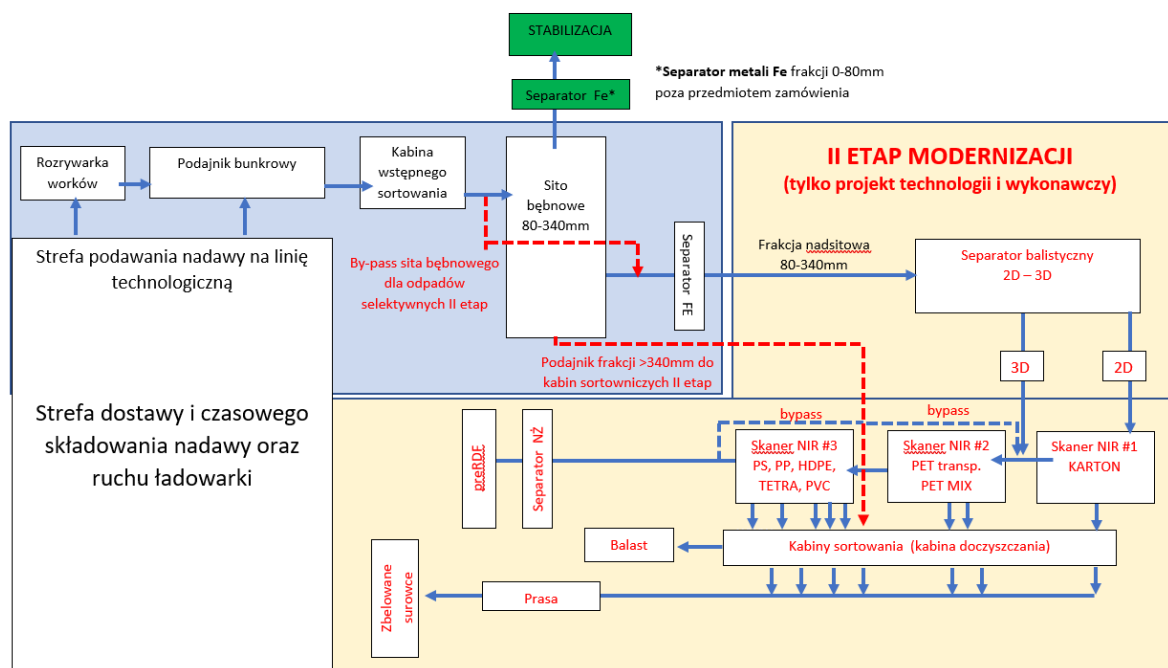 STABILIZACJA
Separator Fe*
*Separator metali Fe frakcji 0-80mm
poza przedmiotem zamówienia
Rozrywarka
worków
Podajnik bunkrowy
Kabina
wstępnego
sortowania
Sito
bębnowe
80-340mm
II ETAP MODERNIZACJI
(tylko projekt technologii i wykonawczy)
Strefa podawania nadawy na linię
technologiczną
By-pass sita bębnowego
dla odpadów
selektywnych II etap
Separator FE
Frakcja nadsitowa
80-340mm
Separator balistyczny
2D – 3D
Podajnik frakcji >340mm do
kabin sortowniczych II etap
3D
2D
Strefa dostawy i czasowego
składowania nadawy oraz
ruchu ładowarki
bypass
bypass
preRDF
Separator NŻ
Skaner NIR #3
PS, PP, HDPE,
TETRA, PVC
Skaner NIR #2
PET transp.
PET MIX
Skaner NIR #1
KARTON
Balast
Kabiny sortowania (kabina doczyszczania)
Zbelowane
surowce
Prasa